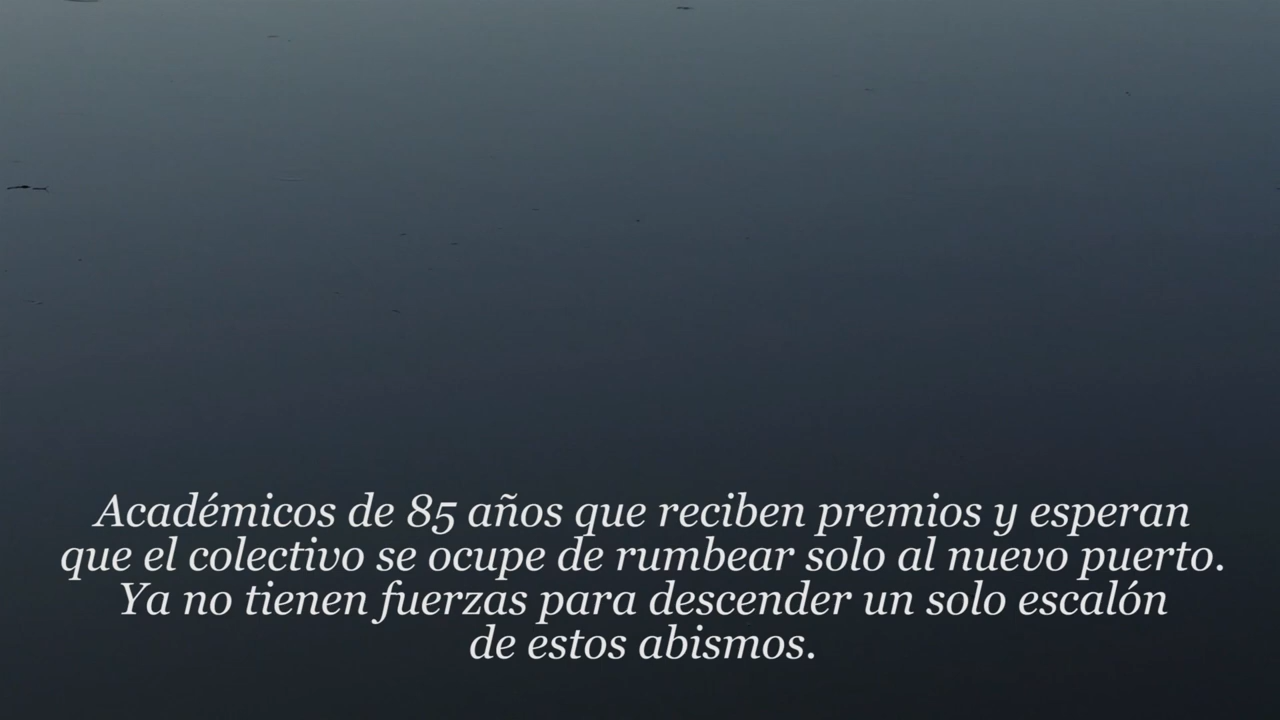 Académicos de 85 años que reciben premios y esperan
que el colectivo se ocupe de rumbear solo al nuevo puerto.
Ya no tienen fuerzas para descender un solo escalón
de estos abismos.